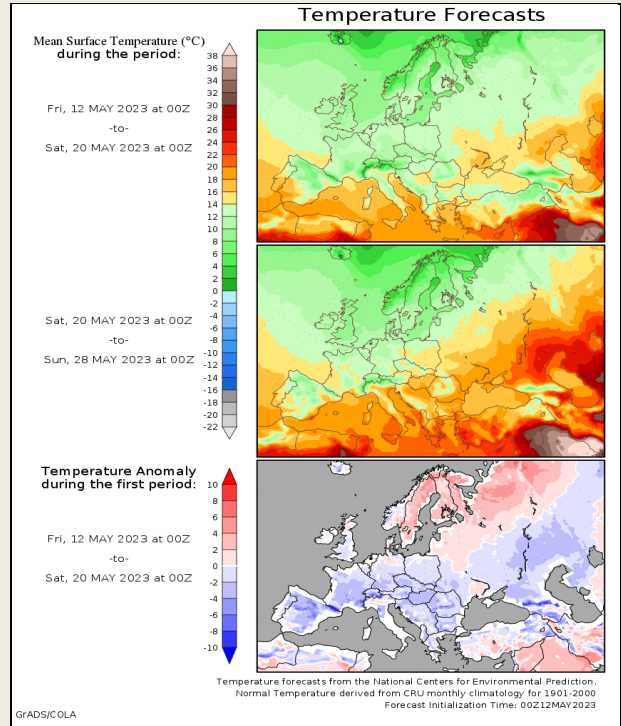 Temperature Forecasts
Mean Surface Temperature (°C)
during the period:
Fri, 12 MAY 2023 at 00Z
-to-
Sat, 20 MAY 2023 at 00Z
38
36
34
32
30
28
26
24
22
20
18
16
14
12
10
8
6
4
2
0
-2
-4
-6
-8
-10
-12
-14
-16
-18
-20
-22
Sat, 20 MAY 2023 at 00Z
-to-
Sun, 28 MAY 2023 at 00Z
Temperature Anomaly
during the first period:
Fri, 12 MAY 2023 at 00Z
-to-
Sat, 20 MAY 2023 at 00Z
10
8
6
4
2
0
-2
-4
-6
-8
-10
Temperature forecasts from the National Centers for Environmental Prediction.
Normal Temperature derived from CRU monthly climatology for 1901-2000
Forecast Initialization Time: 00Z12MAY2023
GrADS/COLA